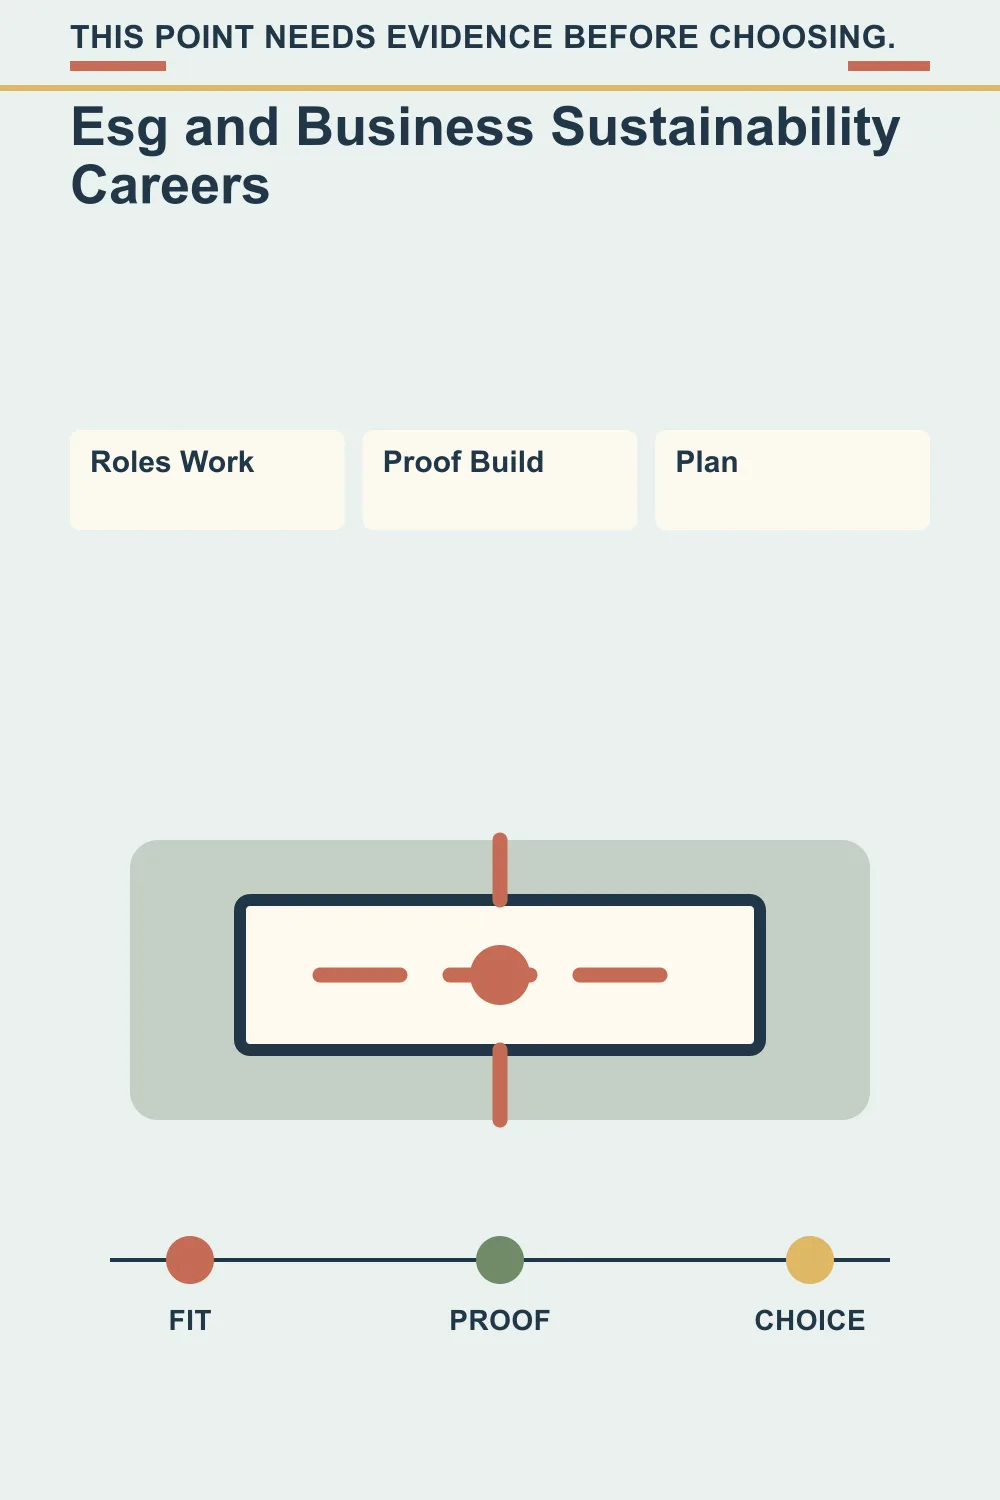 THIS POINT NEEDS EVIDENCE BEFORE CHOOSING.
Esg and Business Sustainability
Careers
Roles Work
Proof Build
Plan
FIT
PROOF
CHOICE